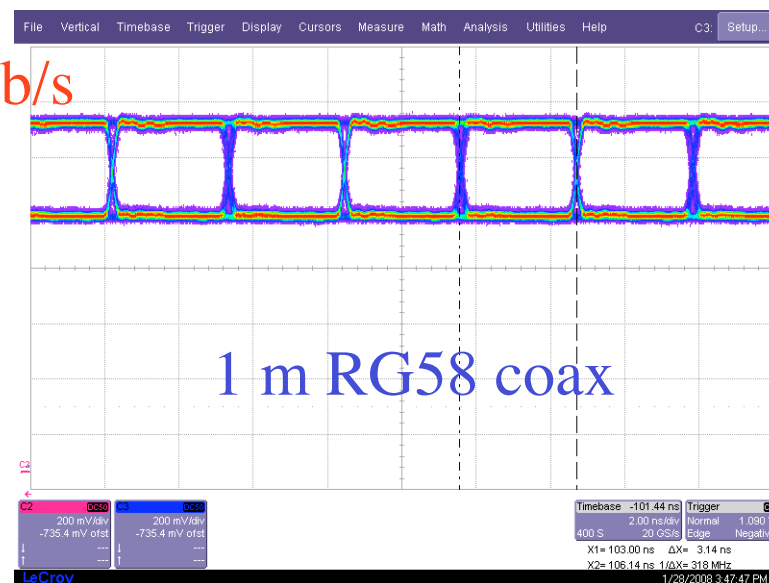 File Vertical Timebase Trigger Display Cursors Measure Math Analysis Utilities Help C3: Setup...
b/s
1 m RG58 coax
C2 DC50
200 mV/div
-735.4 mV ofst
---
---
C3 DC50
200 mV/div
-735.4 mV ofst
---
---
Timebase -101.44 ns
2.00 ns/div
400 S 20 GS/s
Trigger
Normal 1.090
Edge Negativ
X1= 103.00 ns ΔX= 3.14 ns
X2= 106.14 ns 1/ΔX= 318 MHz
LeCroy
1/28/2008 3:47:47 PM